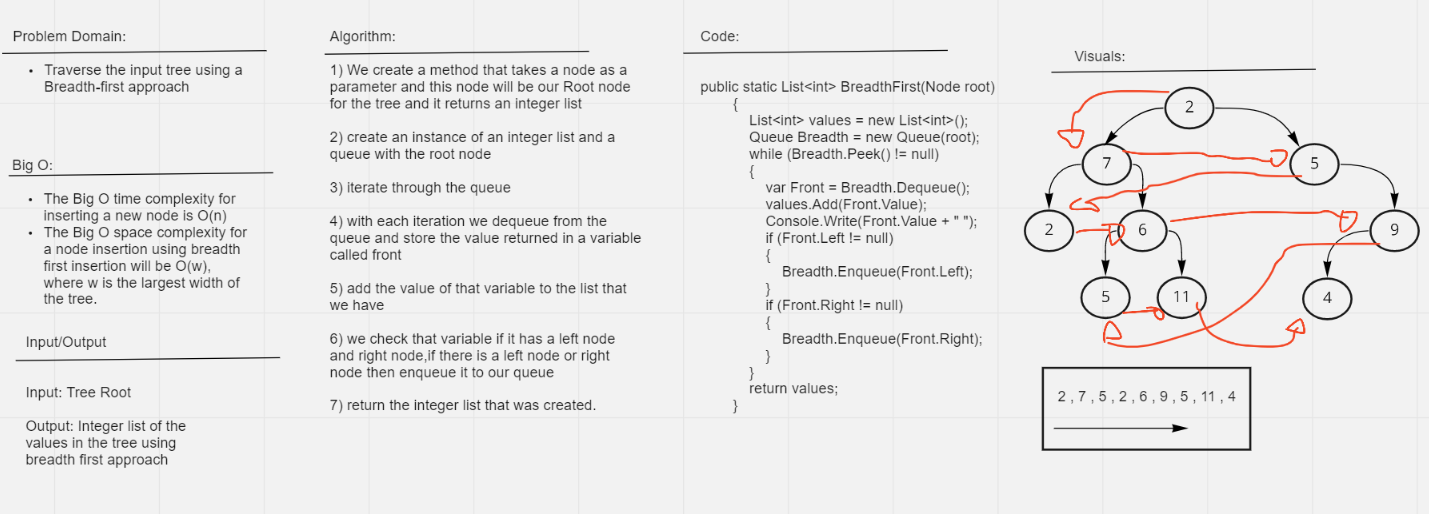 Problem Domain:
• Traverse the input tree using a
Breadth-first approach
Big O:
• The Big O time complexity for
inserting a new node is O(n)
• The Big O space complexity for
a node insertion using breadth
first insertion will be O(w),
where w is the largest width of
the tree.
Input/Output
Input: Tree Root
Output: Integer list of the
values in the tree using
breadth first approach
Algorithm:
1) We create a method that takes a node as a
parameter and this node will be our Root node
for the tree and it returns an integer list
2) create an instance of an integer list and a
queue with the root node
3) iterate through the queue
4) with each iteration we dequeue from the
queue and store the value returned in a variable
called front
5) add the value of that variable to the list that
we have
6) we check that variable if it has a left node
and right node,if there is a left node or right
node then enqueue it to our queue
7) return the integer list that was created.
Code:
public static List<int> BreadthFirst(Node root)
{
List<int> values = new List<int>();
Queue Breadth = new Queue(root);
while (Breadth.Peek() != null)
{
var Front = Breadth.Dequeue();
values.Add(Front.Value);
Console.Write(Front.Value + " ");
if (Front.Left != null)
{
Breadth.Enqueue(Front.Left);
}
if (Front.Right != null)
{
Breadth.Enqueue(Front.Right);
}
}
return values;
}
Visuals:
2
7 5
2 6 9
5 11 4
2 , 7 , 5 , 2 , 6 , 9 , 5 , 11 , 4